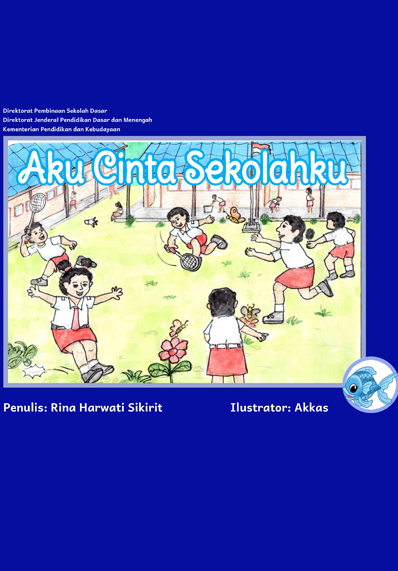 Direktorat Pembinaan Sekolah Dasar
Direktorat Jenderal Pendidikan Dasar dan Menengah
Kementerian Pendidikan dan Kebudayaan
Aku Cinta Sekolahku
Penulis: Rina Harwati Sikirit
Ilustrator: Akkas